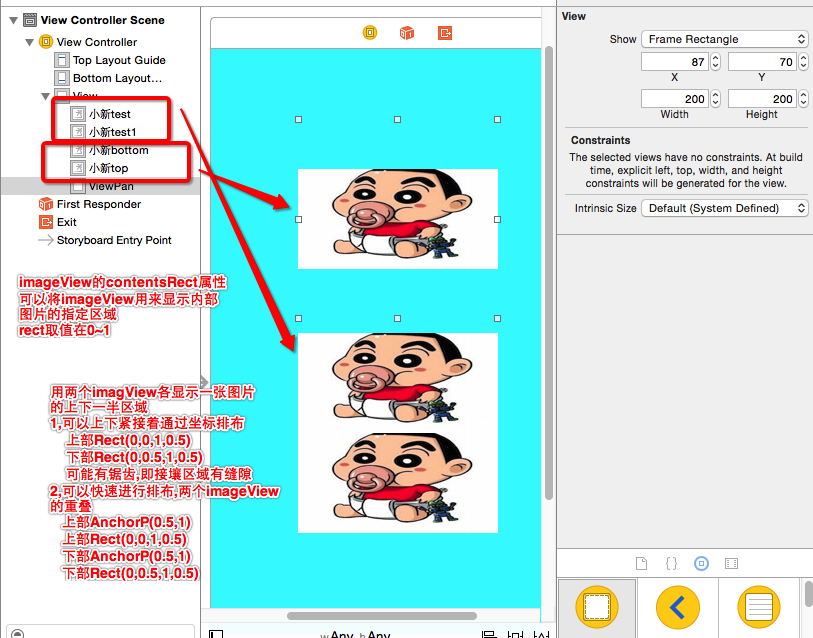 View Controller Scene
View Controller
Top Layout Guide
Bottom Layout...
View
小新test
小新test1
小新bottom
小新top
ViewPan
First Responder
Exit
Storyboard Entry Point
imageView的contentsRect属性
可以将imageView用来显示内部
图片的指定区域
rect取值在0~1
用两个imagView各显示一张图片
的上下一半区域
1,可以上下紧接着通过坐标排布
上部Rect(0,0,1,0.5)
下部Rect(0,0.5,1,0.5)
可能有锯齿,即接壤区域有缝隙
2,可以快速进行排布,两个imageView
的重叠
上部AnchorP(0.5,1)
上部Rect(0,0,1,0.5)
下部AnchorP(0.5,1)
下部Rect(0,0.5,1,0.5)
wAny hAny
View
Show Frame Rectangle
87 70
X Y
200 200
Width Height
Constraints
The selected views have no constraints. At build
time, explicit left, top, width, and height
constraints will be generated for the view.
Intrinsic Size Default (System Defined)